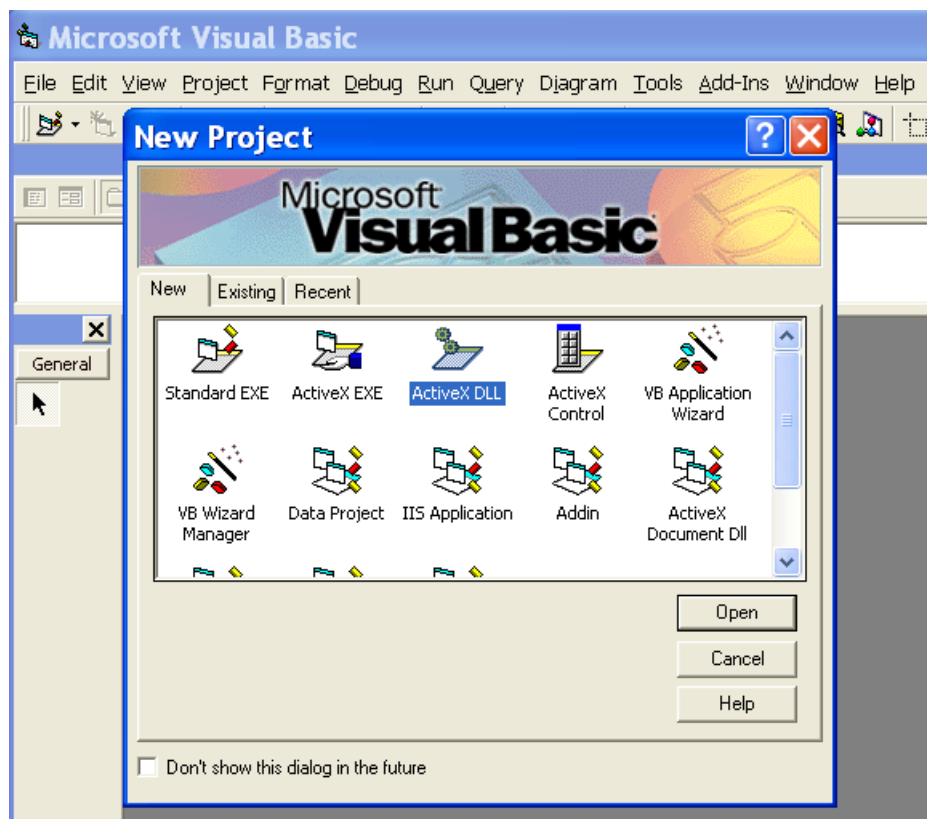 Microsoft Visual Basic
File Edit View Project Format Debug Run Query Diagram Tools Add-Ins Window Help
New Project
?
Microsoft
Visual Basic
New Existing Recent
General
Standard EXE ActiveX EXE ActiveX DLL ActiveX Control VB Application Wizard
VB Wizard Manager Data Project IIS Application Addin ActiveX Document Dll
Open
Cancel
Help
Don't show this dialog in the future